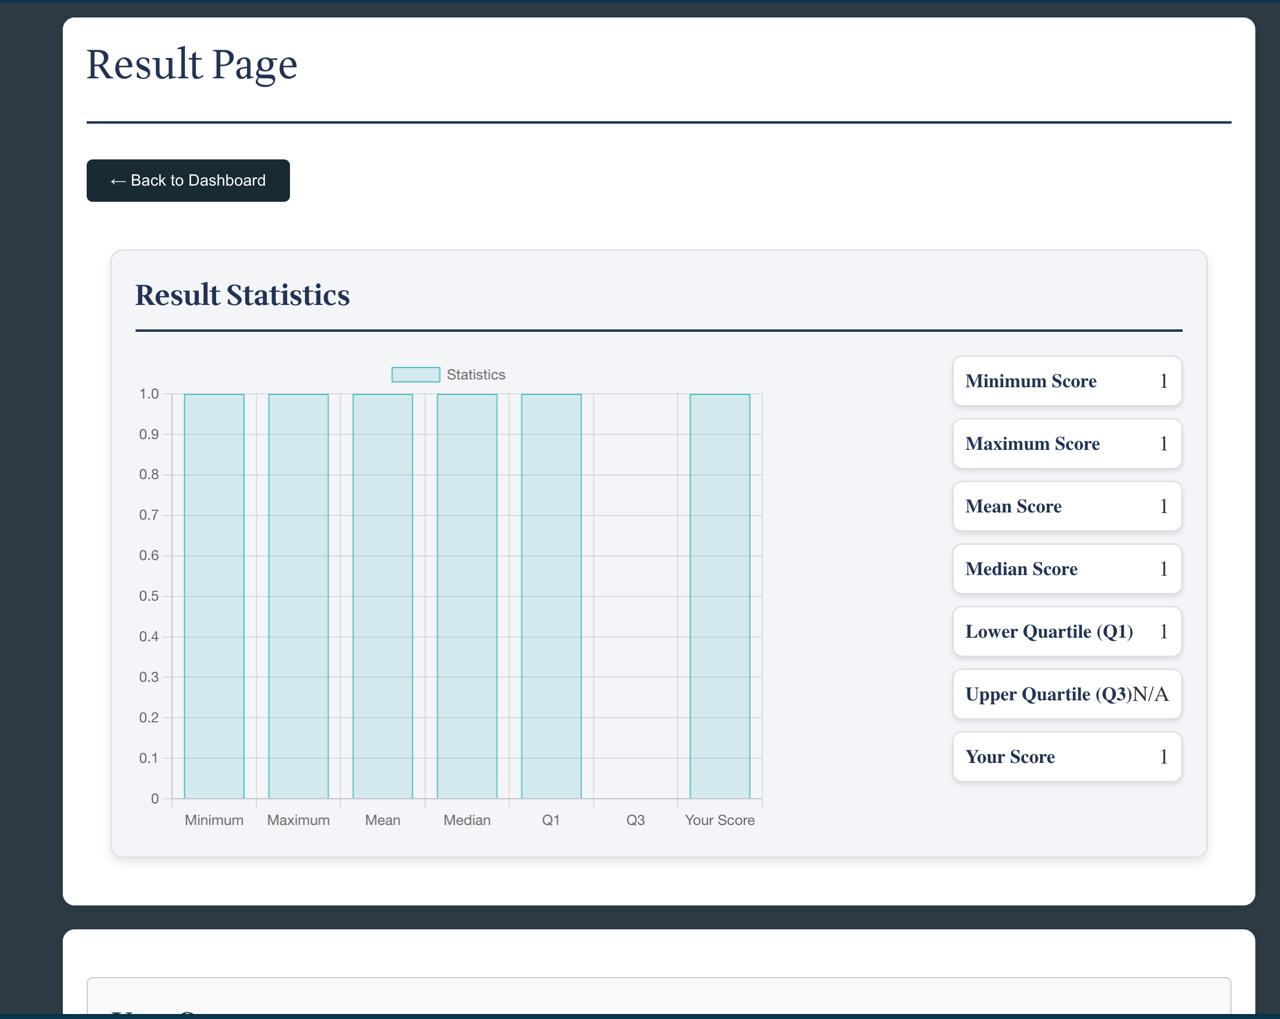 Result Page
← Back to Dashboard
Result Statistics
Statistics
1.0
0.9
0.8
0.7
0.6
0.5
0.4
0.3
0.2
0.1
0
Minimum Maximum Mean Median Q1 Q3 Your Score
Minimum Score 1
Maximum Score 1
Mean Score 1
Median Score 1
Lower Quartile (Q1) 1
Upper Quartile (Q3)N/A
Your Score 1